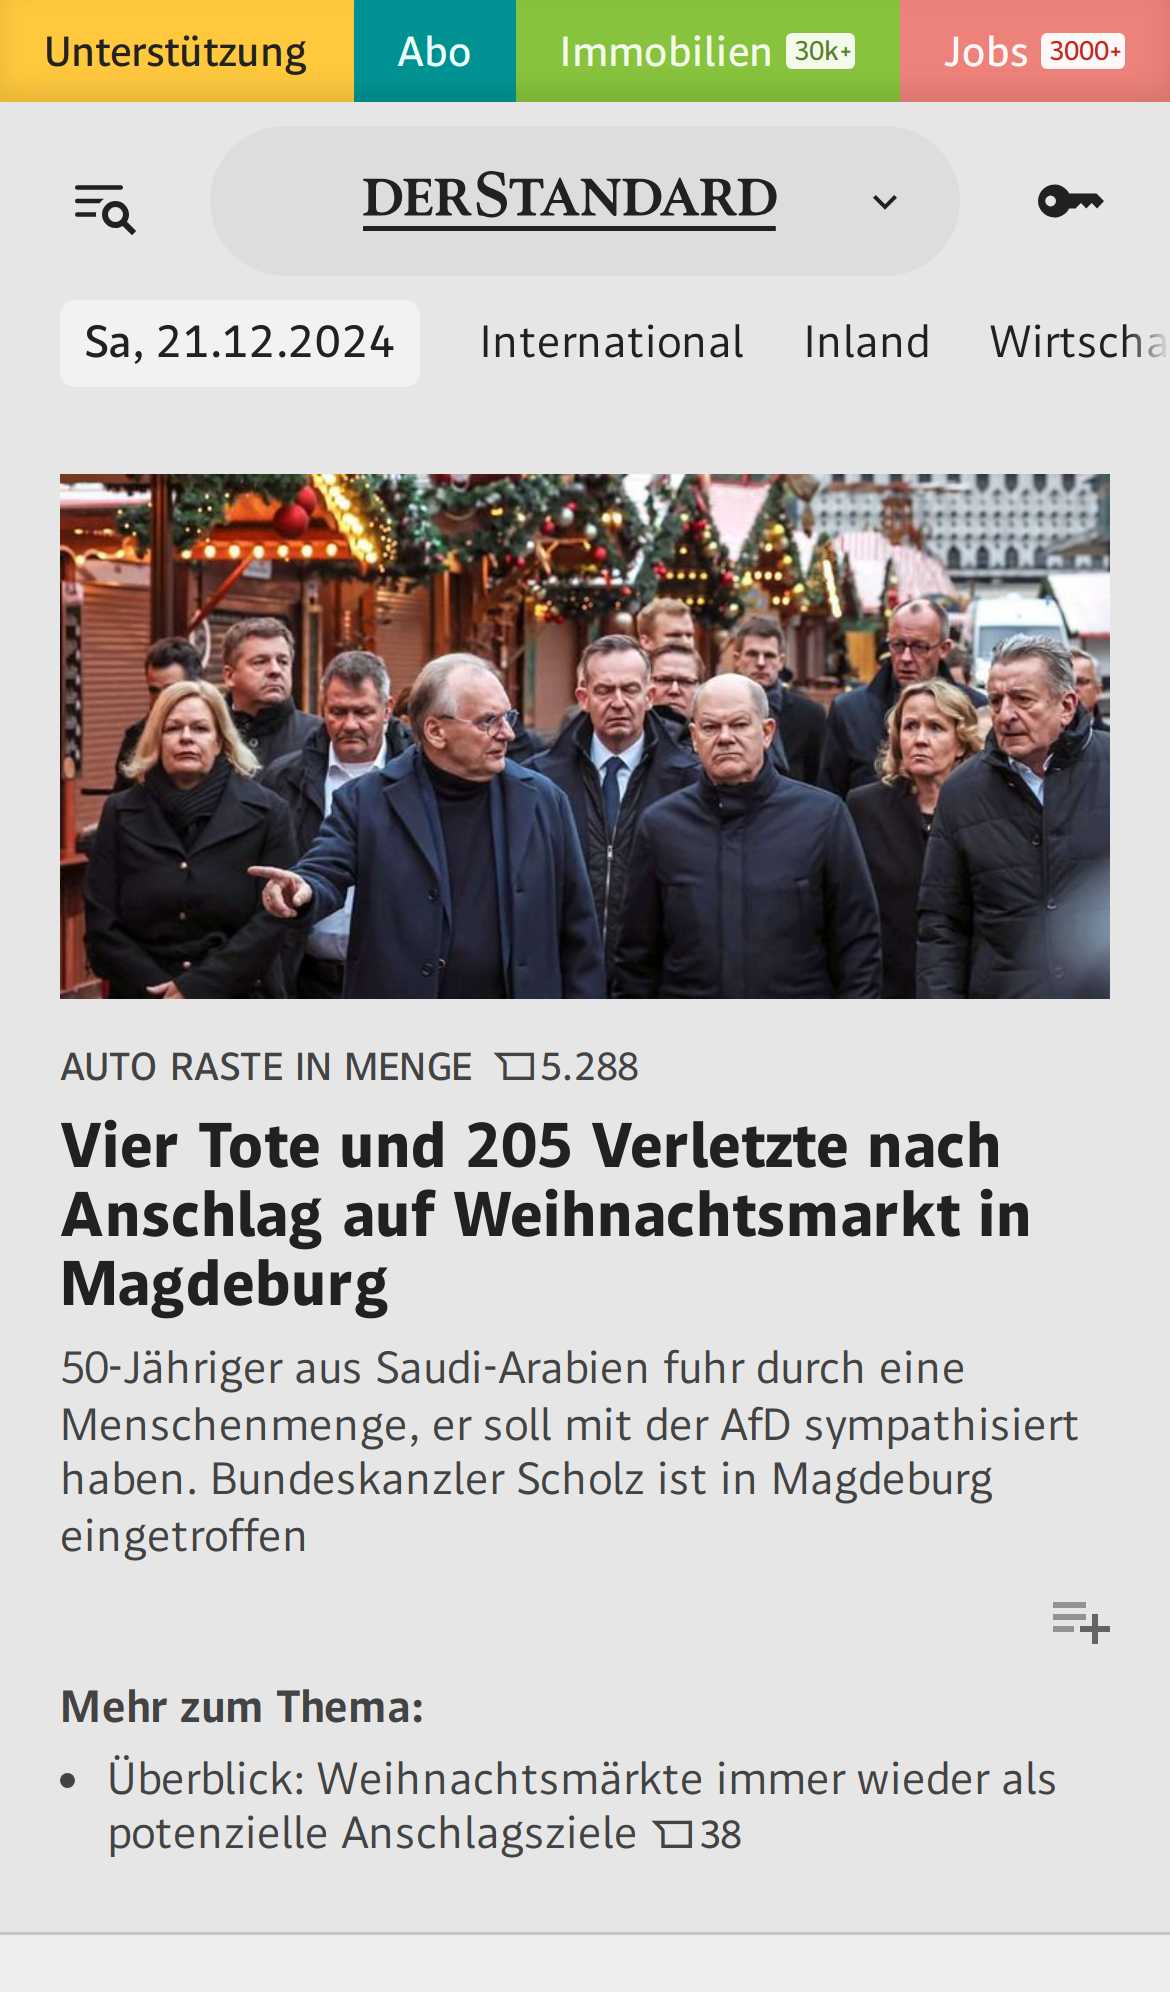 Unterstützung Abo Immobilien 30k+ Jobs 3000+
DERSTANDARD
Sa, 21.12.2024 International Inland Wirtscha
AUTO RASTE IN MENGE 5.288
Vier Tote und 205 Verletzte nach
Anschlag auf Weihnachtsmarkt in
Magdeburg
50-Jähriger aus Saudi-Arabien fuhr durch eine
Menschenmenge, er soll mit der AfD sympathisiert
haben. Bundeskanzler Scholz ist in Magdeburg
eingetroffen
Mehr zum Thema:
• Überblick: Weihnachtsmärkte immer wieder als
potenzielle Anschlagsziele 38